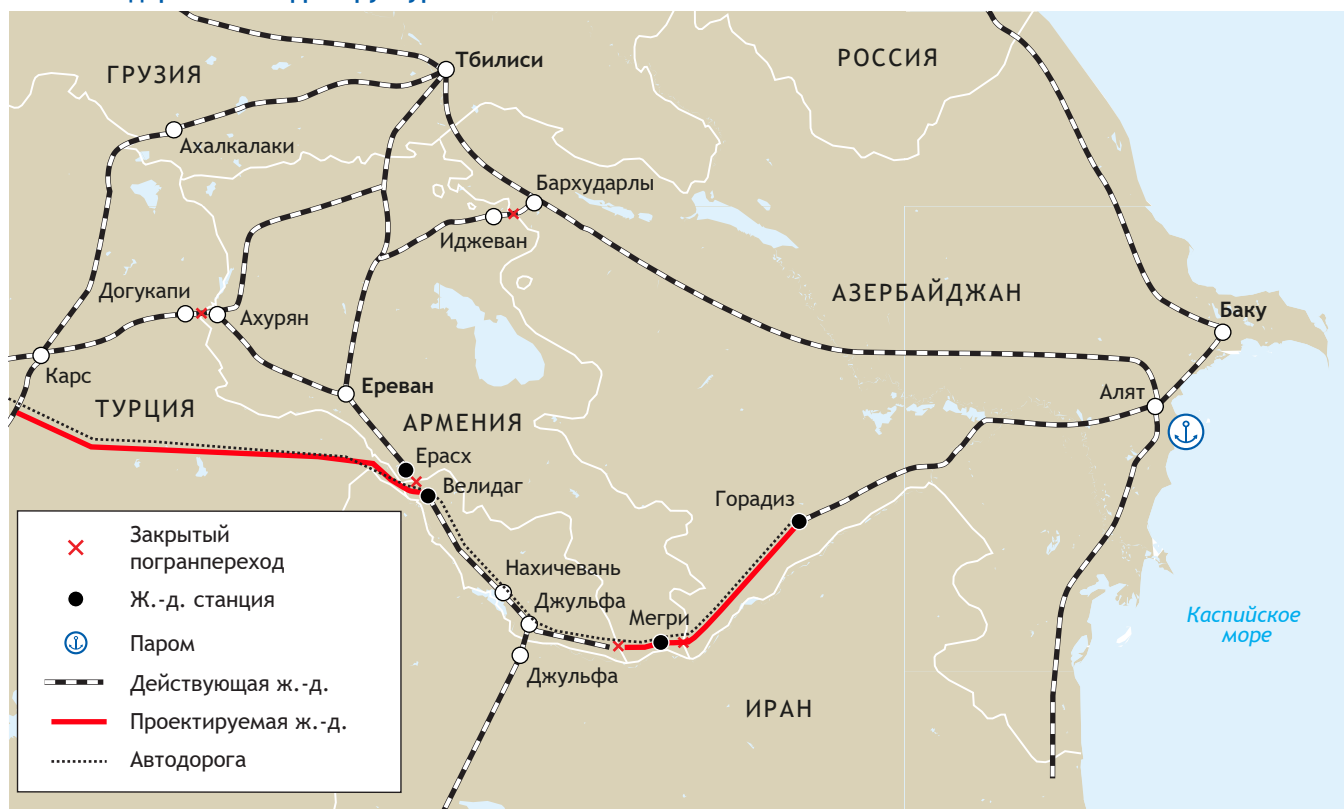 РОССИЯ
Тбилиси
ГРУЗИЯ
Ахалкалаки
Бархударлы
Иджеван
Догукапи
Ахурян
АЗЕРБАЙДЖАН
Баку
Карс
Ереван
Алят
ТУРЦИЯ
АРМЕНИЯ
Ерасх
Велидаг
Горадиз
Нахичевань
Джульфа
Мегри
Джульфа
ИРАН
Каспийское
море
Закрытый
погранпереход
Ж.-д. станция
Паром
Действующая ж.-д.
Проектируемая ж.-д.
Автодорога